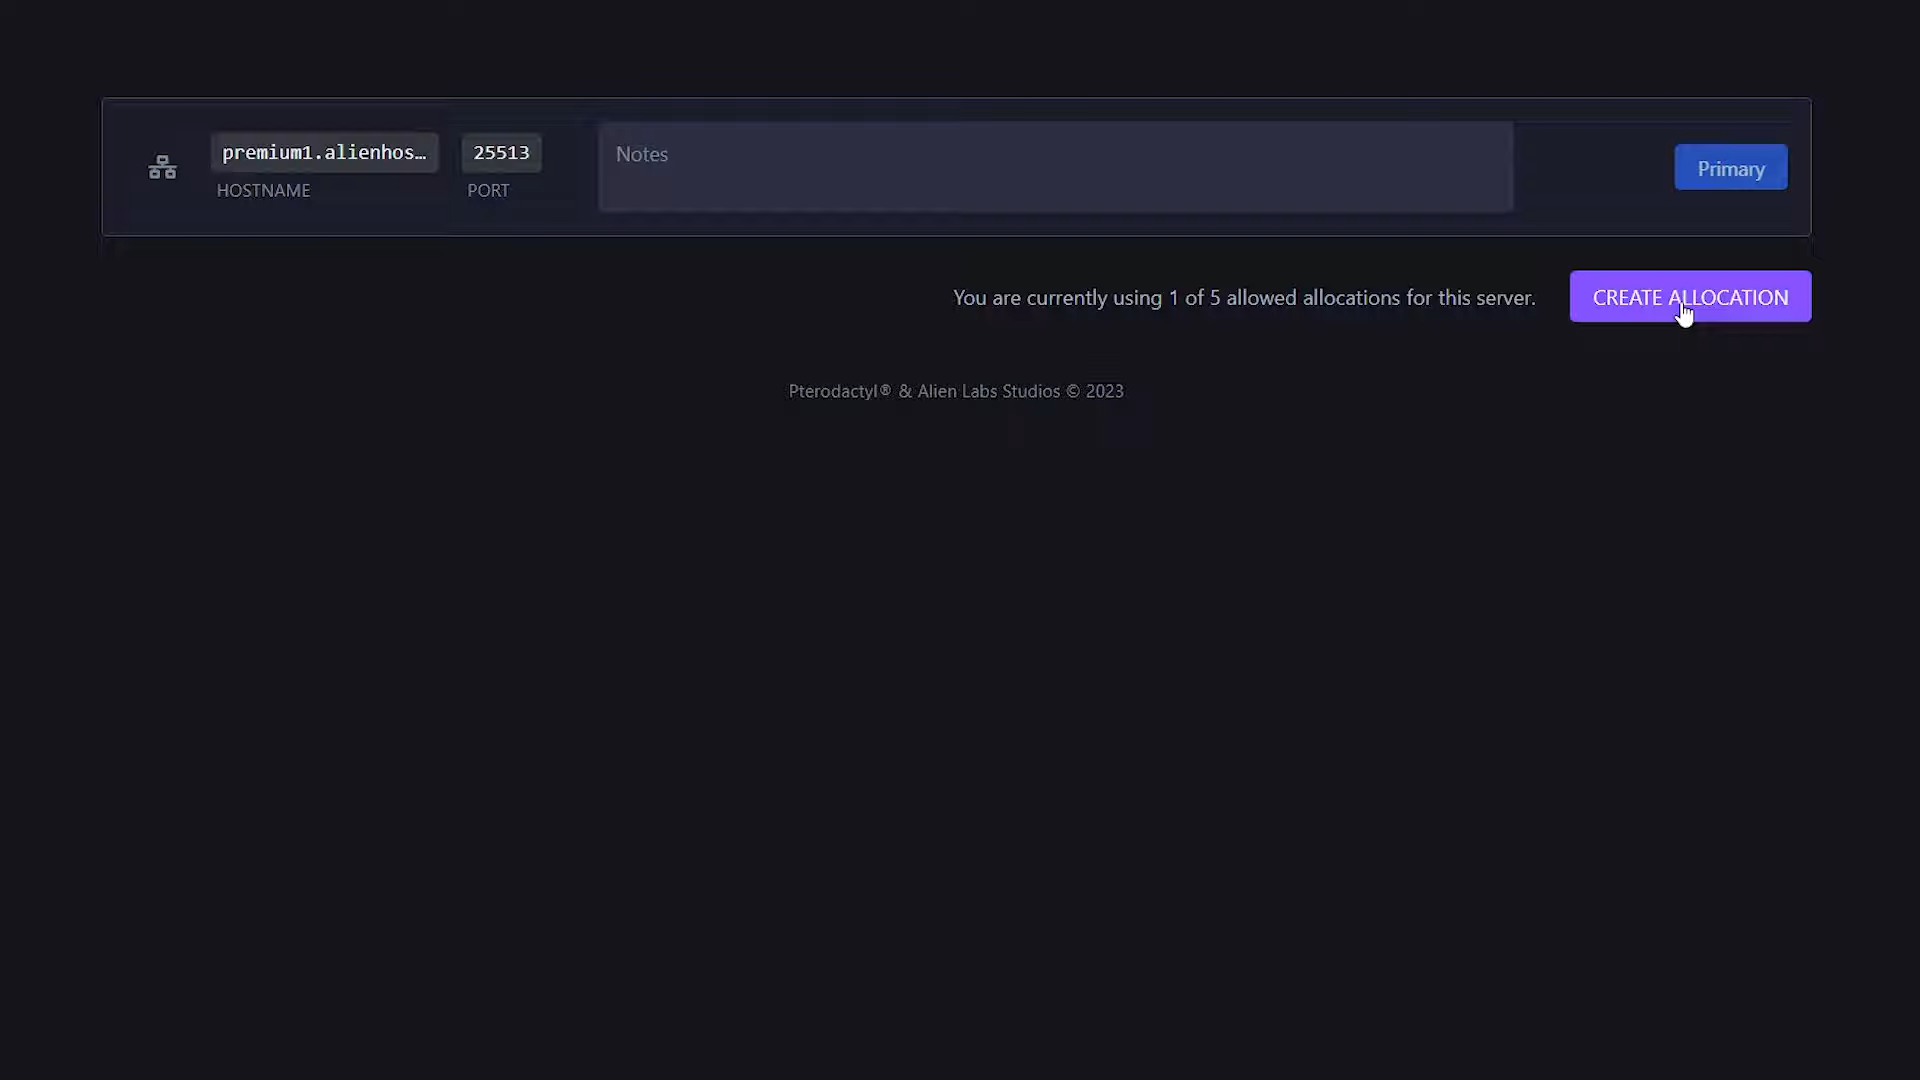 premium1.alienhos…
25513
Notes
Primary
HOSTNAME
PORT
You are currently using 1 of 5 allowed allocations for this server.
CREATE ALLOCATION
Pterodactyl® & Alien Labs Studios © 2023